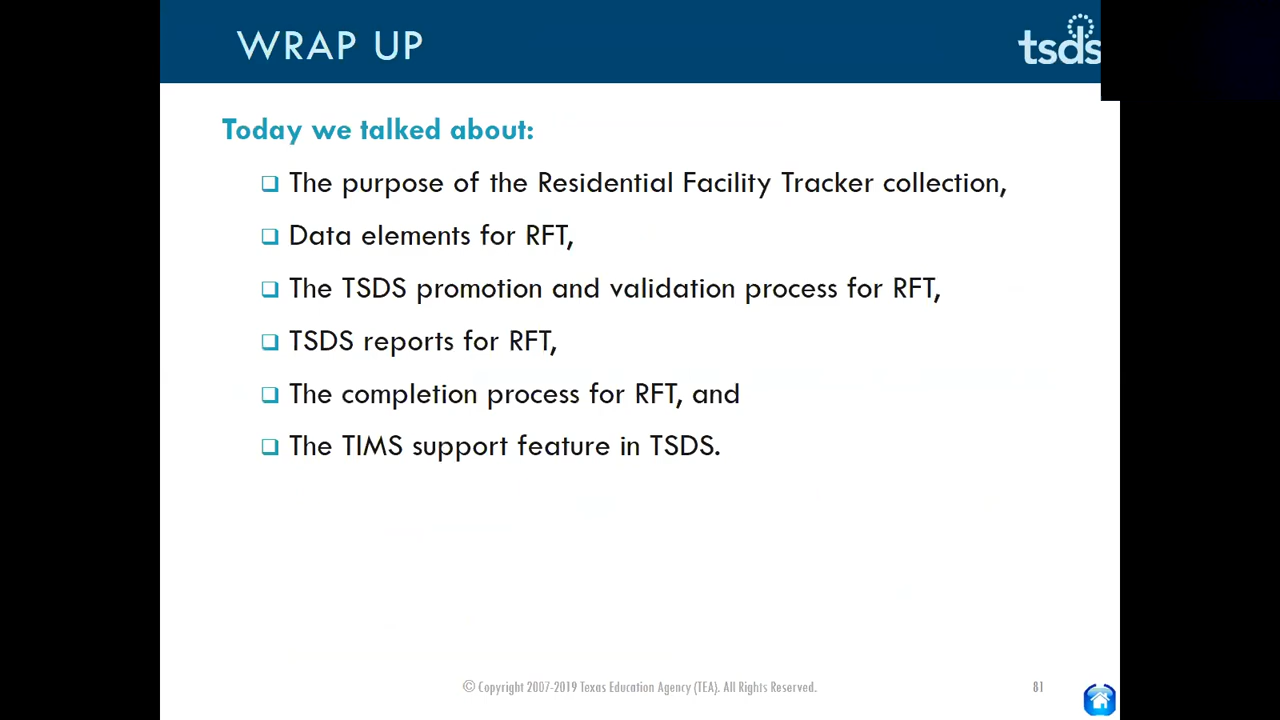 WRAP UP
tsds
Today we talked about:
The purpose of the Residential Facility Tracker collection,
Data elements for RFT,
The TSDS promotion and validation process for RFT,
TSDS reports for RFT,
The completion process for RFT, and
The TIMS support feature in TSDS.
© Copyright 2007-2019 Texas Education Agency (TEA). All Rights Reserved.
81